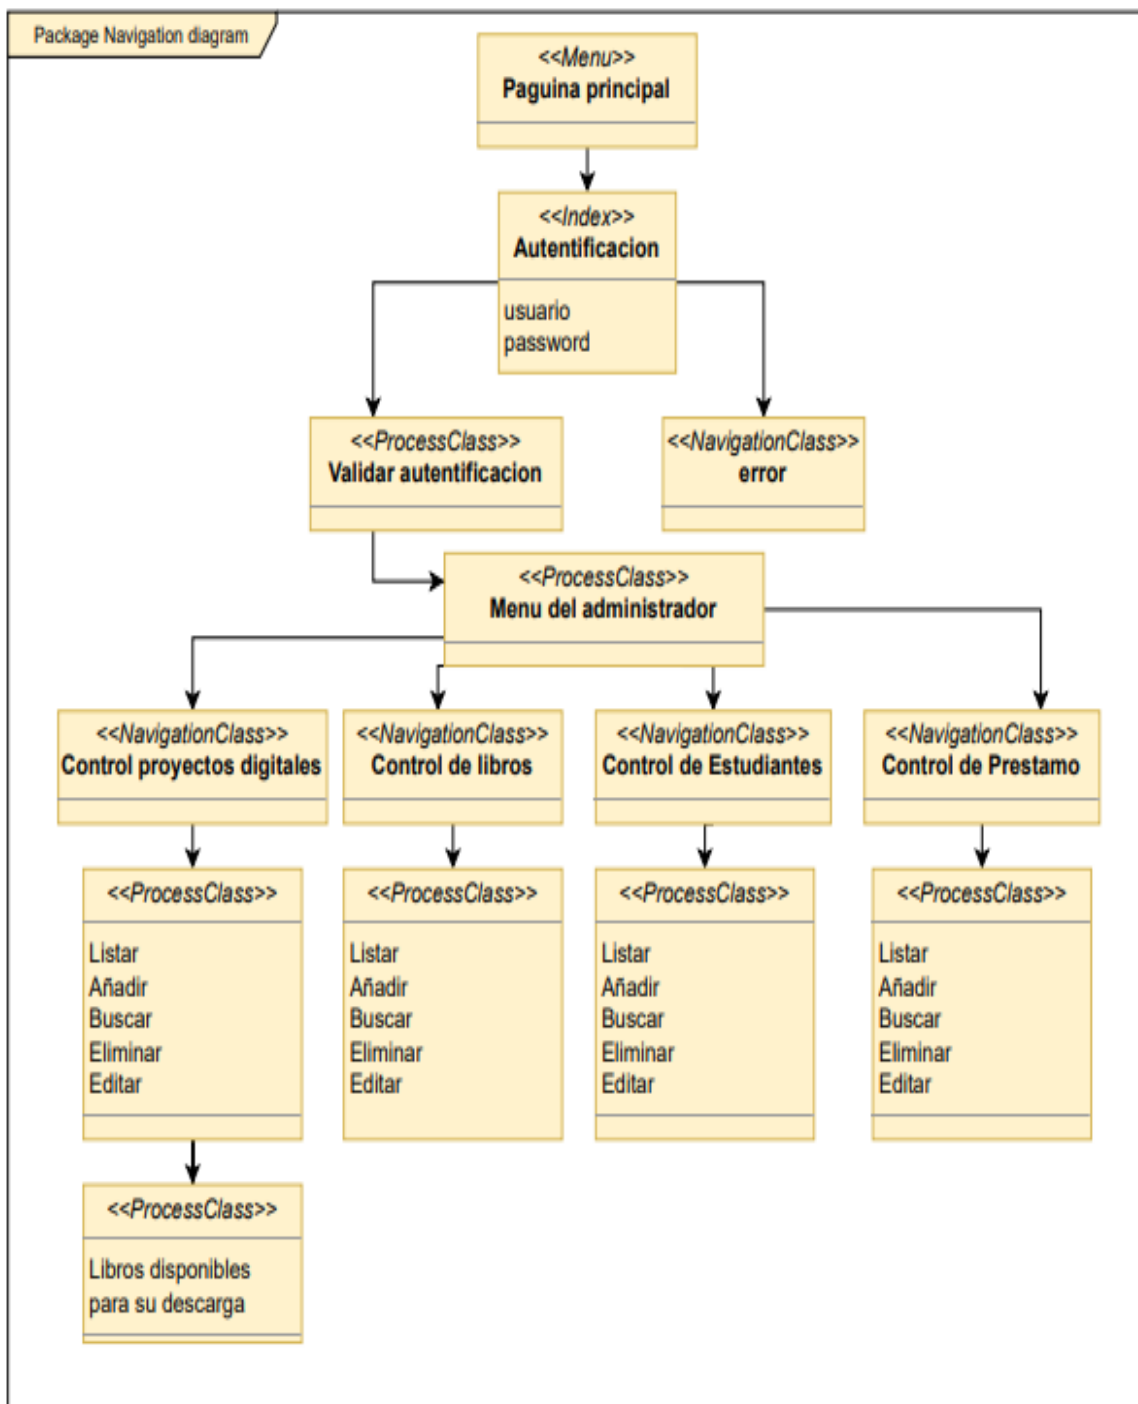 Package Navigation diagram
<<Menu>>
Paguina principal
<<Index>>
Autentificacion
usuario
password
<<ProcessClass>>
Validar autentificacion
<<NavigationClass>>
error
<<ProcessClass>>
Menu del administrador
<<NavigationClass>>
Control proyectos digitales
<<NavigationClass>>
Control de libros
<<NavigationClass>>
Control de Estudiantes
<<NavigationClass>>
Control de Prestamo
<<ProcessClass>>
Listar
Añadir
Buscar
Eliminar
Editar
<<ProcessClass>>
Listar
Añadir
Buscar
Eliminar
Editar
<<ProcessClass>>
Listar
Añadir
Buscar
Eliminar
Editar
<<ProcessClass>>
Listar
Añadir
Buscar
Eliminar
Editar
<<ProcessClass>>
Libros disponibles
para su descarga